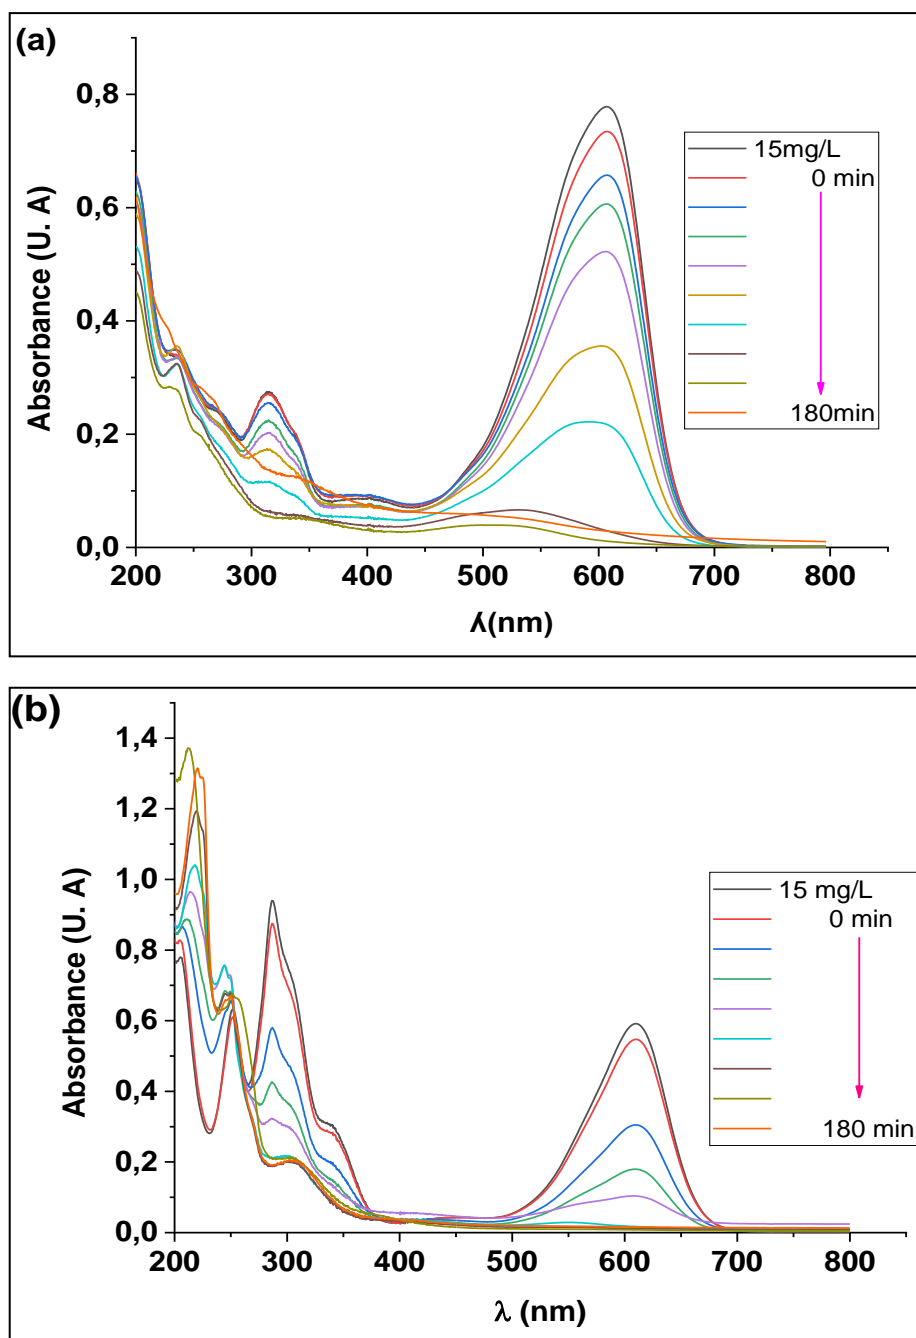 (a)
0,8
0,6
0,4
0,2
0,0
Absorbance (U. A)
15mg/L
0 min
180min
200 300 400 500 600 700 800
ʎ(nm)
(b)
1,4
1,2
1,0
0,8
0,6
0,4
0,2
0,0
Absorbance (U. A)
15 mg/L
0 min
180 min
200 300 400 500 600 700 800
λ (nm)